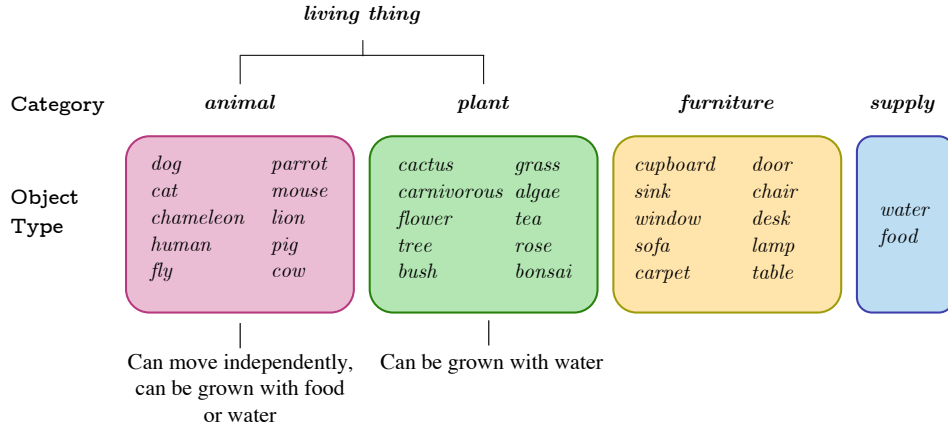 living thing
Category animal plant furniture supply
Object Type
dog parrot
cat mouse
chameleon lion
human pig
fly cow
cactus grass
carnivorous algae
flower tea
tree rose
bush bonsai
cupboard door
sink chair
window desk
sofa lamp
carpet table
water
food
Can move independently,
can be grown with food
or water
Can be grown with water